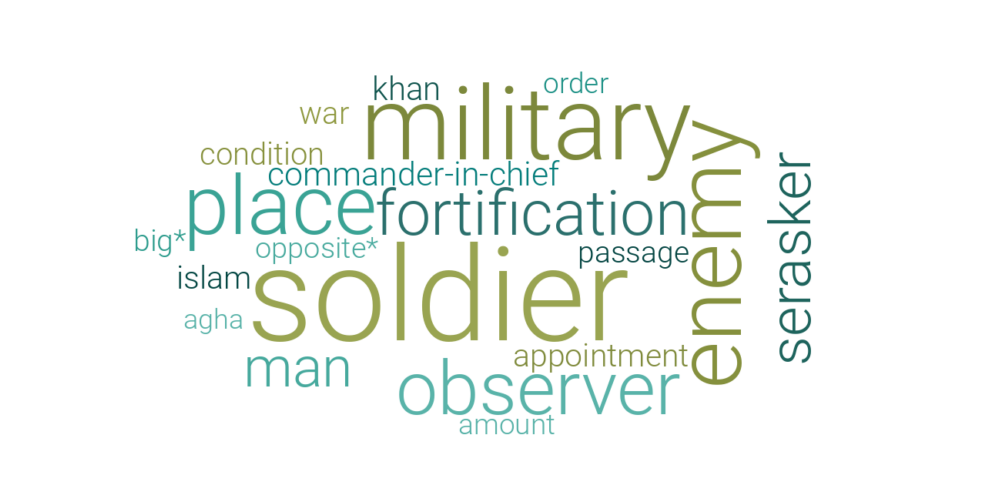 khan
order
war
military
condition
commander-in-chief
place
fortification
enemy
serasker
big*
opposite*
passage
islam
soldier
agha
man
appointment
observer
amount